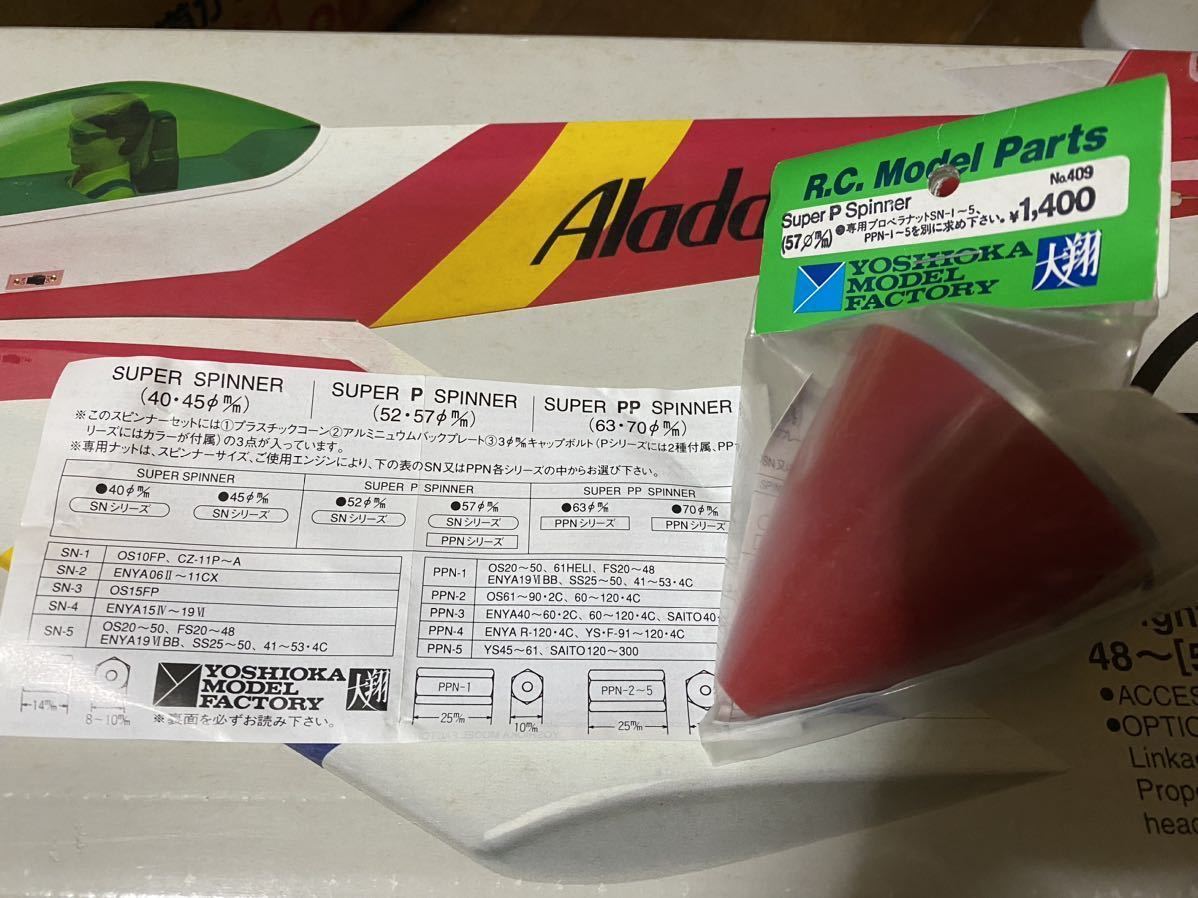 Alada
R.C. Model Parts
No.409
Super P Spinner
(57φ㎜) ●専用プロペラナットSN-1～5、
PPN-1～5を別に求め下さい。 ¥1,400
YOSHIOKA
MODEL
FACTORY
大翔
SUPER SPINNER
(40・45φ㎜)
SUPER P SPINNER
(52・57φ㎜)
SUPER PP SPINNER
(63・70φ㎜)
※このスピンナーセットには①プラスチックコーン②アルミニュウムバックプレート③3φ㎜キャップボルト(Pシリーズには2種付属、PP
リーズにはカラーが付属)の3点が入っています。
※専用ナットは、スピンナーサイズ、ご使用エンジンにより、下の表のSN又はPPN各シリーズの中からお選び下さい。
SUPER SPINNER
SUPER P SPINNER
SUPER PP SPINNER
●40φ㎜ ●45φ㎜ ●52φ㎜ ●57φ㎜ ●63φ㎜ ●70φ㎜
SNシリーズ SNシリーズ SNシリーズ SNシリーズ PPNシリーズ PPNシリーズ
PPNシリーズ
SN-1 OS10FP、CZ-11P～A
SN-2 ENYA06Ⅱ～11CX
SN-3 OS15FP
SN-4 ENYA15Ⅳ～19Ⅵ
SN-5 OS20～50、FS20～48
ENYA19ⅥBB、SS25～50、41～53・4C
PPN-1 OS20～50、61HELI、FS20～48
ENYA19ⅥBB、SS25～50、41～53・4C
PPN-2 OS61～90・2C、60～120・4C
PPN-3 ENYA40～60・2C、60～120・4C、SAITO40
PPN-4 ENYA R-120・4C、YS・F-91～120・4C
PPN-5 YS45～61、SAITO120～300
14㎜
8～10㎜
YOSHIOKA
MODEL
FACTORY
大翔
※裏面を必ずお読み下さい。
PPN-1
25㎜
10㎜
PPN-2～5
25㎜
48～[5
●ACCES
●OPTIO
Linka
Prop
head